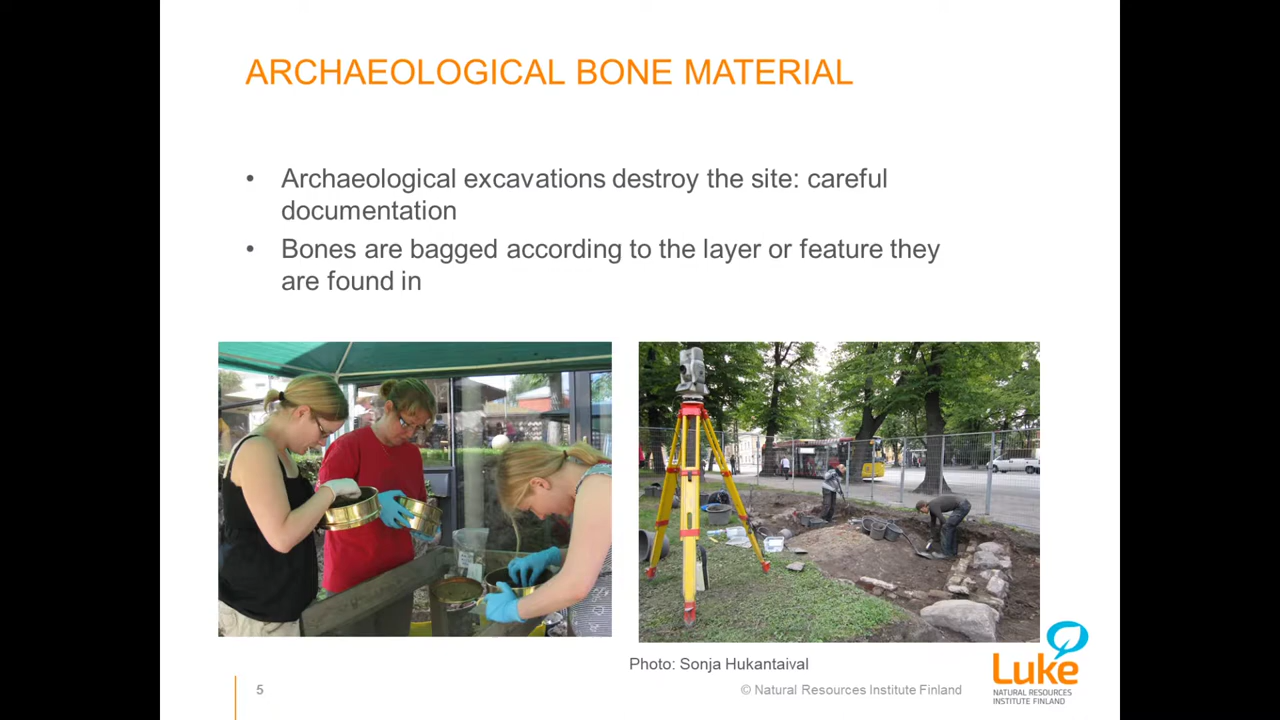 ARCHAEOLOGICAL BONE MATERIAL
• Archaeological excavations destroy the site: careful
documentation
• Bones are bagged according to the layer or feature they
are found in
Photo: Sonja Hukantaival
5
© Natural Resources Institute Finland
Luke
NATURAL RESOURCES
INSTITUTE FINLAND